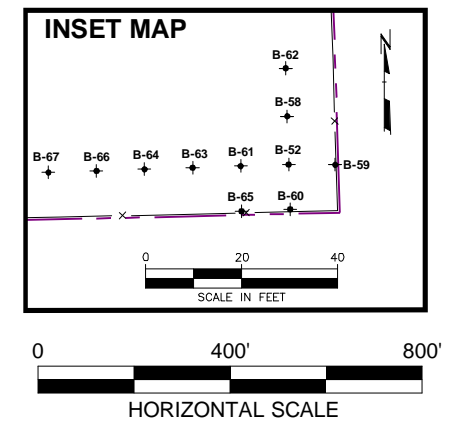 INSET MAP
N
B-62
B-58
B-67 B-66 B-64 B-63 B-61 B-52 B-59
B-65 B-60
0 20 40
SCALE IN FEET
0 400' 800'
HORIZONTAL SCALE